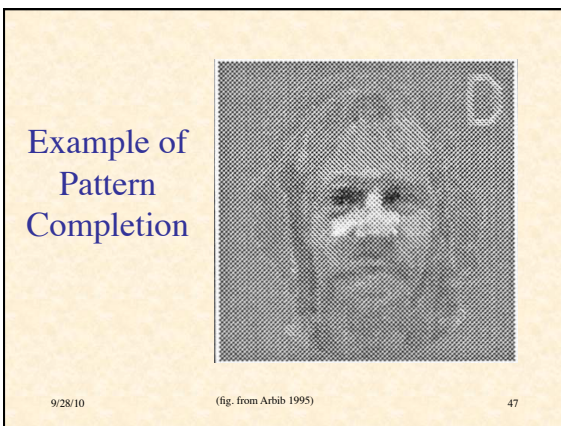 Example of
Pattern
Completion
D
9/28/10
(fig. from Arbib 1995)
47